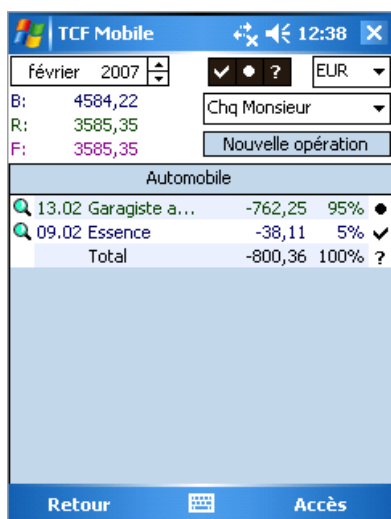 TCF Mobile 12:38
février 2007 ? EUR
B: 4584,22
Chq Monsieur
R: 3585,35
F: 3585,35
Nouvelle opération
Automobile
13.02 Garagiste a... -762,25 95%
09.02 Essence -38,11 5%
Total -800,36 100% ?
Retour Accès